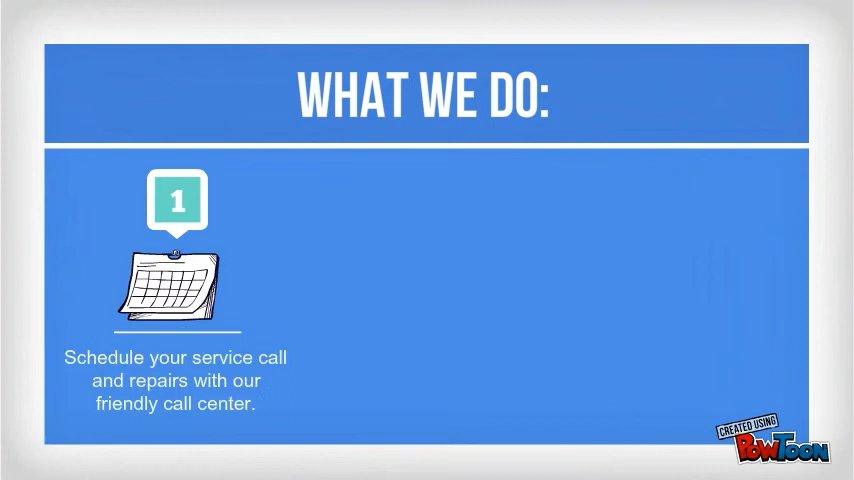 WHAT WE DO:
1
Schedule your service call
and repairs with our
friendly call center.
CREATED USING
POWTOON